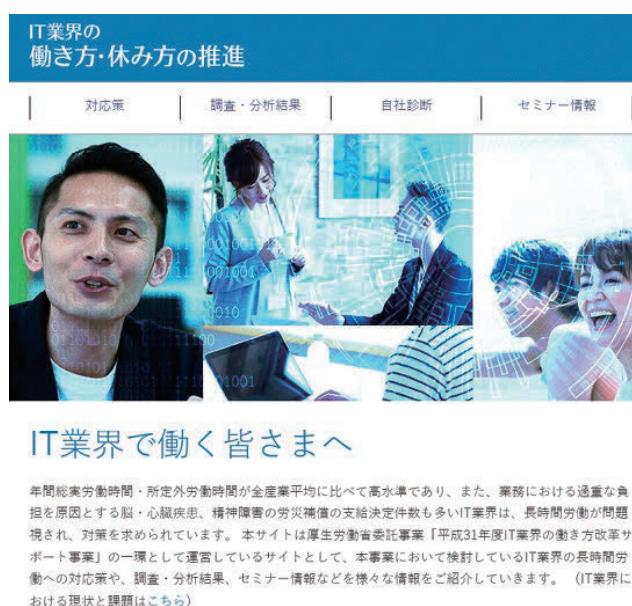 IT業界の
働き方・休み方の推進
対応策
調査・分析結果
自社診断
セミナー情報
IT業界で働く皆さまへ
年間総実労働時間・所定外労働時間が全産業平均に比べて高水準であり、また、業務における過重な負
担を原因とする脳・心臓疾患、精神障害の労災補償の支給決定件数も多いIT業界は、長時間労働が問題
視され、対策を求められています。 本サイトは厚生労働省委託事業「平成31年度IT業界の働き方改革サ
ポート事業」の一環として運営しているサイトとして、本事業において検討しているIT業界の長時間労
働への対応策や、調査・分析結果、セミナー情報などを様々な情報をご紹介していきます。 (IT業界に
おける現状と課題はこちら)